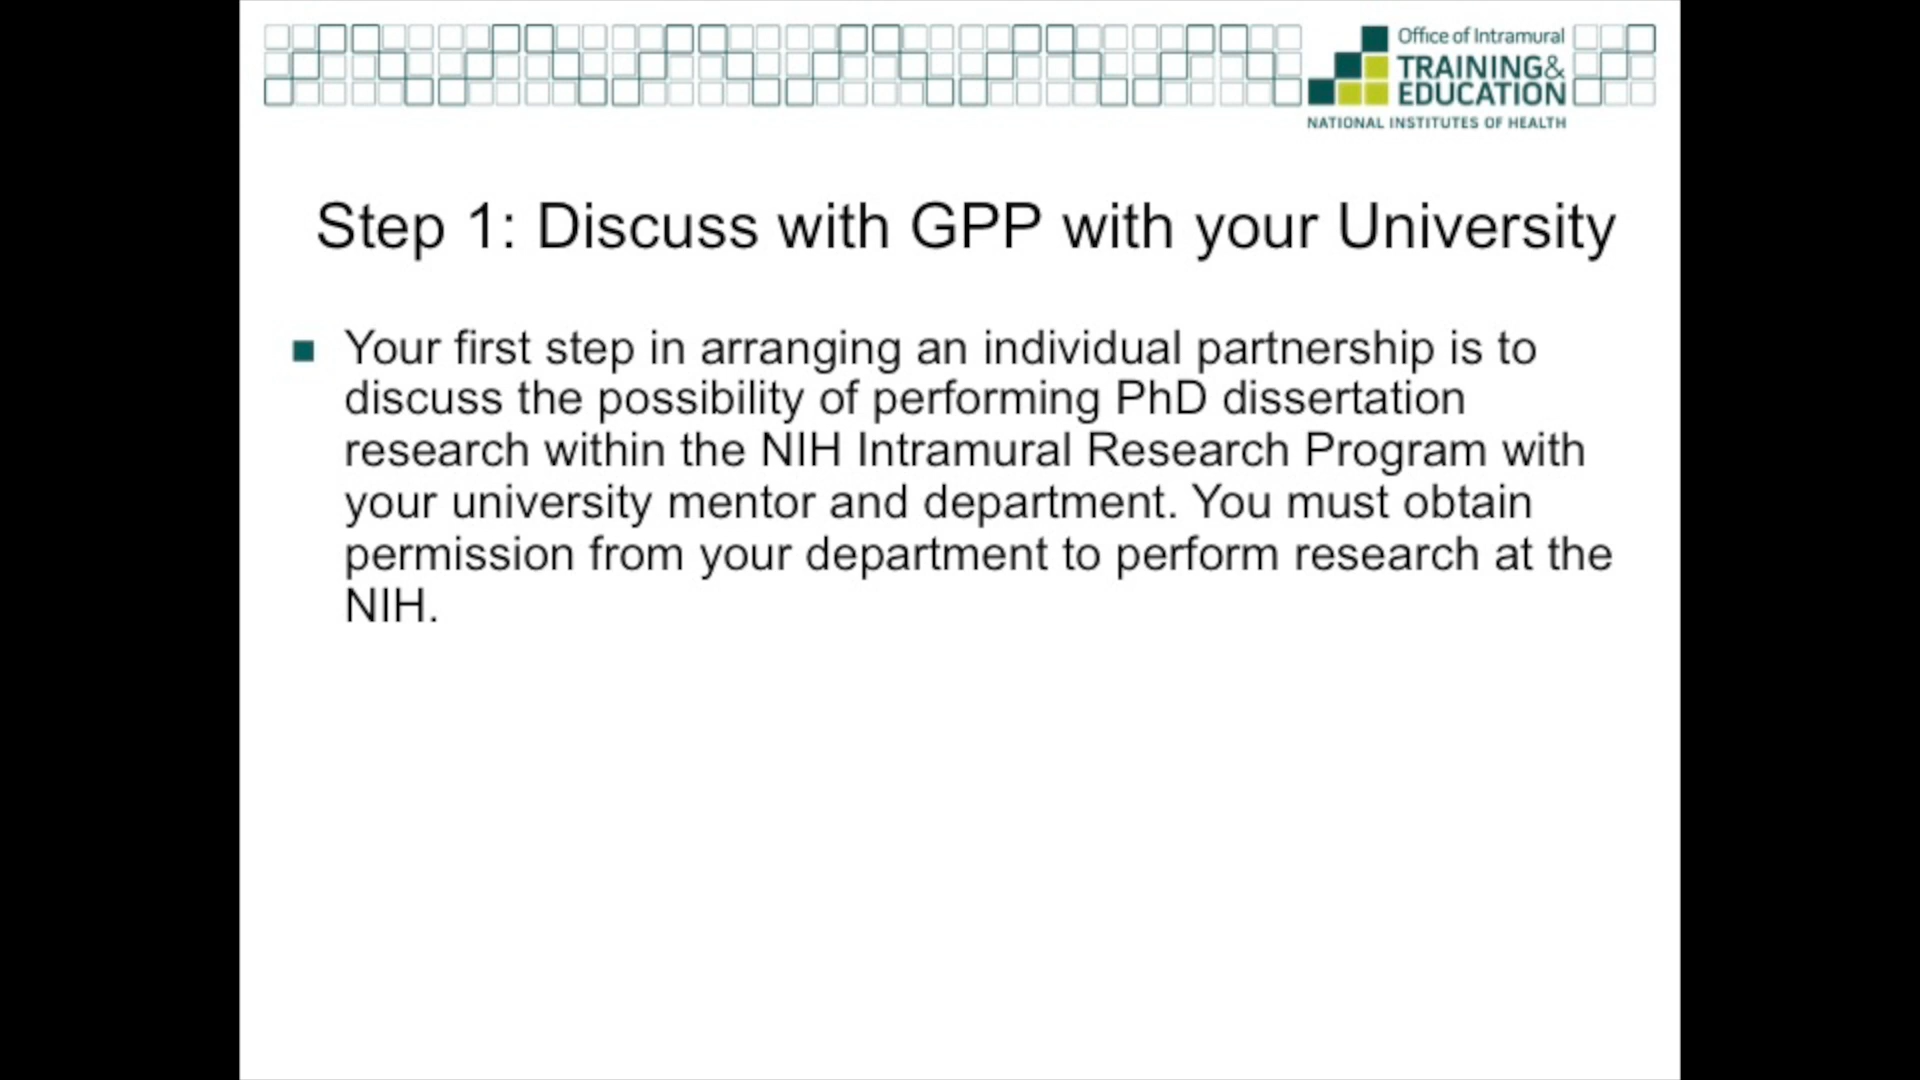 Office of Intramural
TRAINING&
EDUCATION
NATIONAL INSTITUTES OF HEALTH
Step 1: Discuss with GPP with your University
Your first step in arranging an individual partnership is to
discuss the possibility of performing PhD dissertation
research within the NIH Intramural Research Program with
your university mentor and department. You must obtain
permission from your department to perform research at the
NIH.